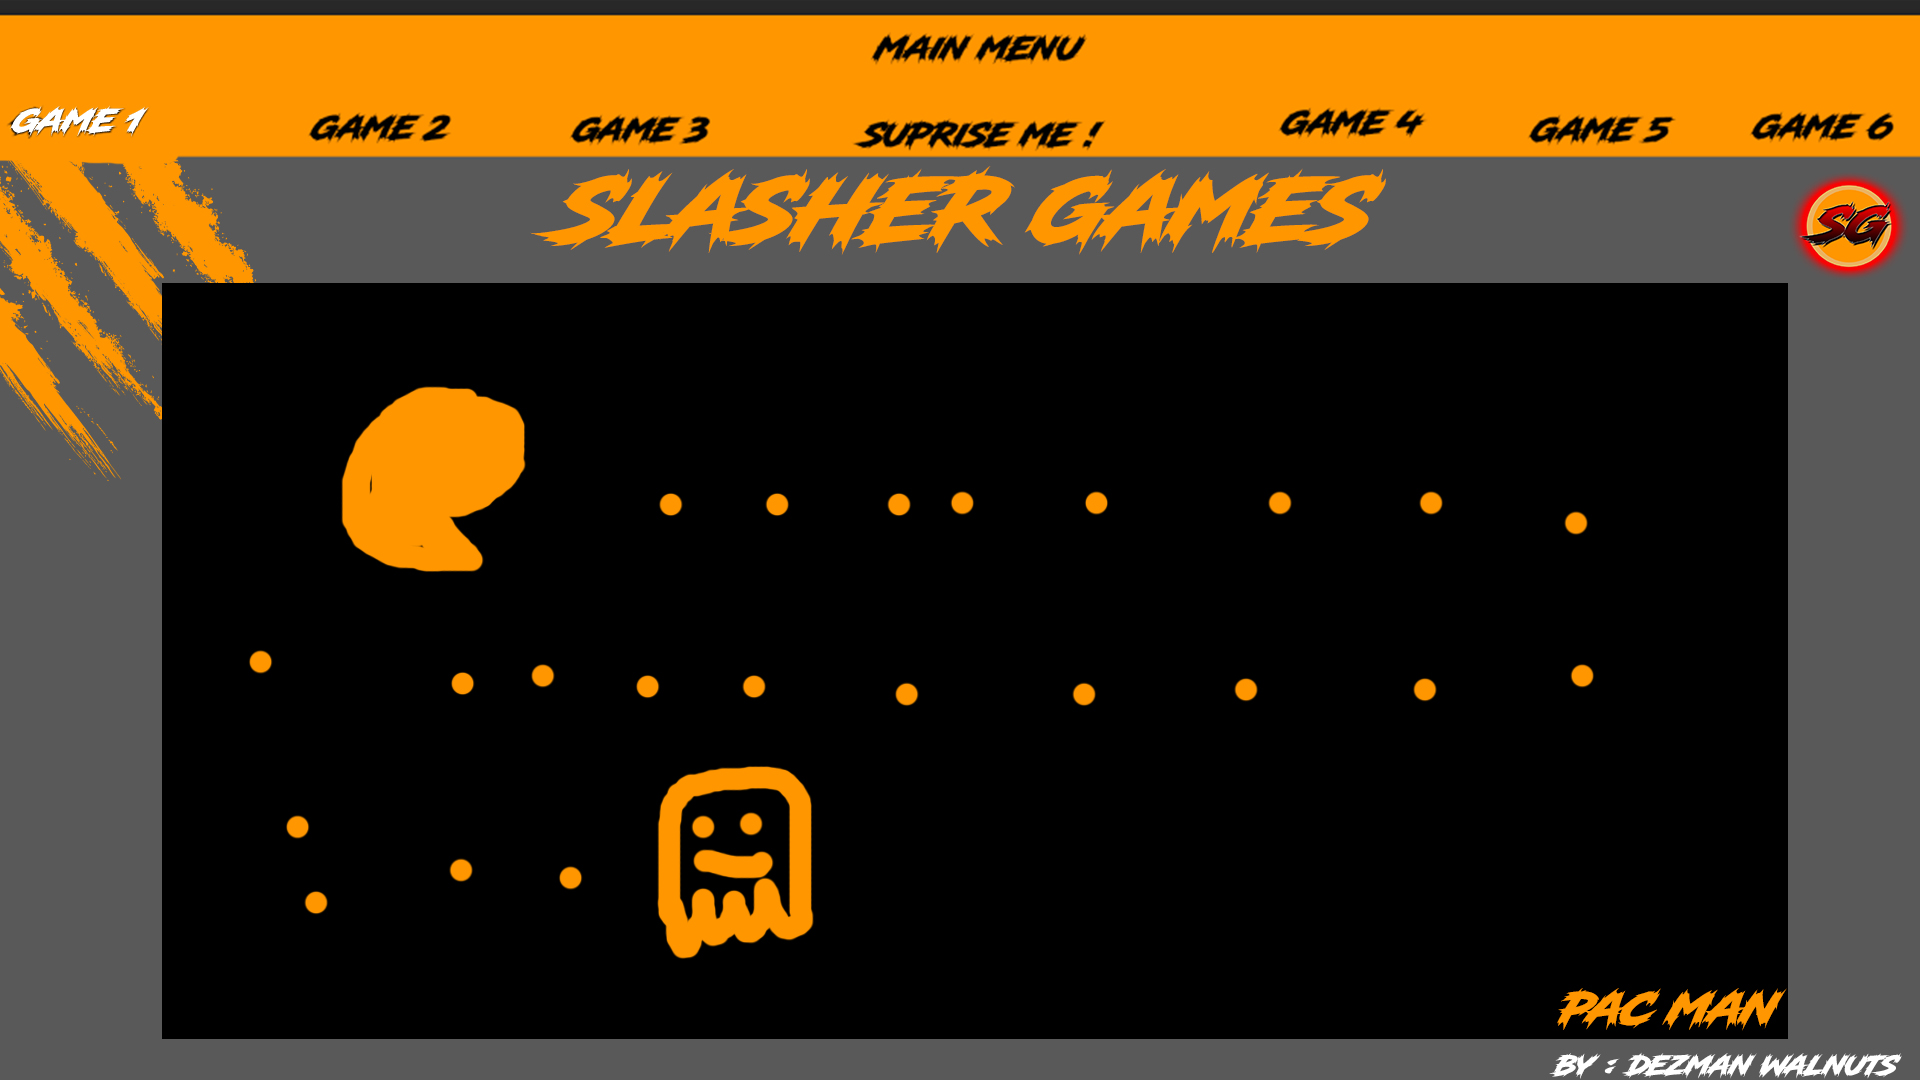 MAIN MENU
GAME 1 GAME 2 GAME 3 SUPRISE ME ! GAME 4 GAME 5 GAME 6
SLASHER GAMES
SG
PAC MAN
BY : DEZMAN WALNUTS